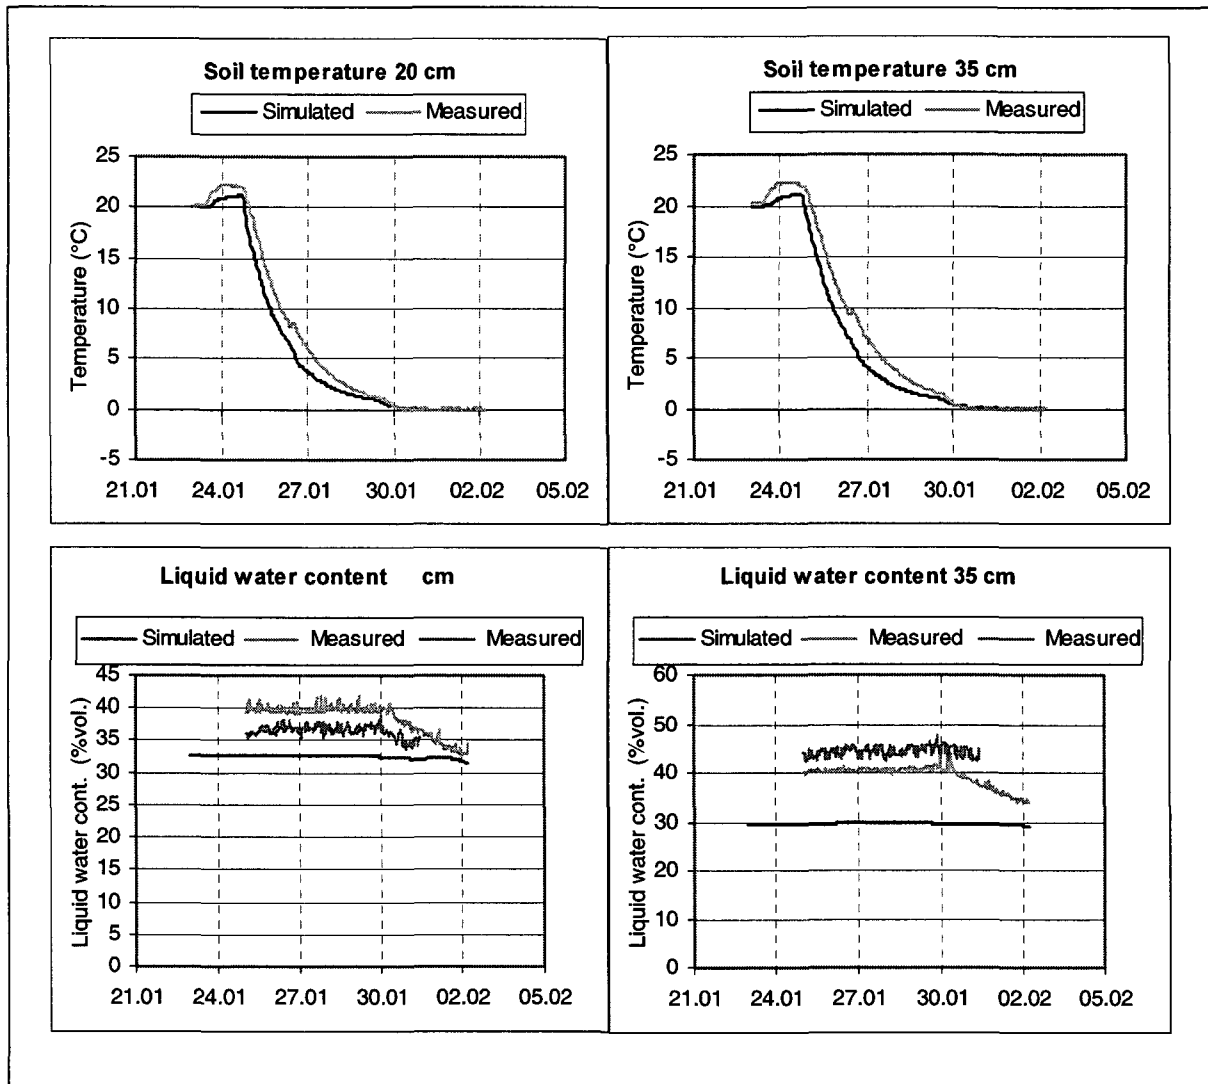 Soil temperature 20 cm
Simulated Measured
25
20
15
10
5
0
-5
Temperature (°C)
21.01 24.01 27.01 30.01 02.02 05.02
Soil temperature 35 cm
Simulated Measured
25
20
15
10
5
0
-5
Temperature (°C)
21.01 24.01 27.01 30.01 02.02 05.02
Liquid water content cm
Simulated Measured Measured
45
40
35
30
25
20
15
10
5
0
Liquid water cont. (%vol.)
21.01 24.01 27.01 30.01 02.02 05.02
Liquid water content 35 cm
Simulated Measured Measured
60
50
40
30
20
10
0
Liquid water cont. (%vol.)
21.01 24.01 27.01 30.01 02.02 05.02